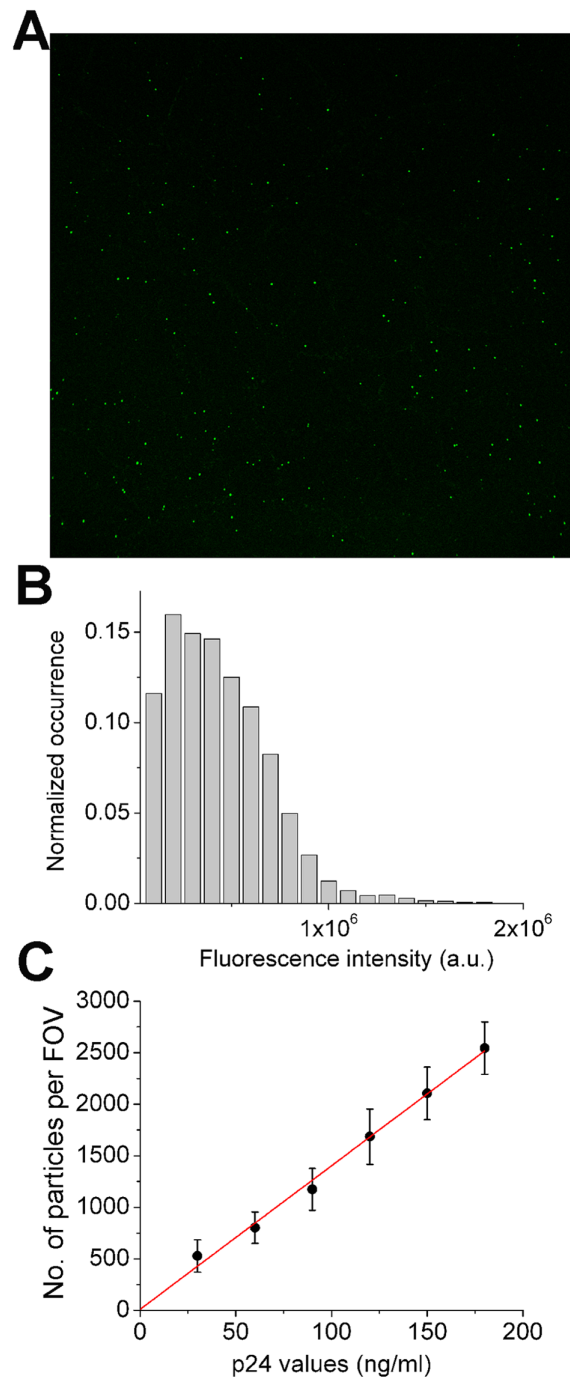 A
B
Normalized occurrence
0.15
0.10
0.05
0.00
1x10⁶
2x10⁶
Fluorescence intensity (a.u.)
C
No. of particles per FOV
3000
2500
2000
1500
1000
500
0
0
50
100
150
200
p24 values (ng/ml)